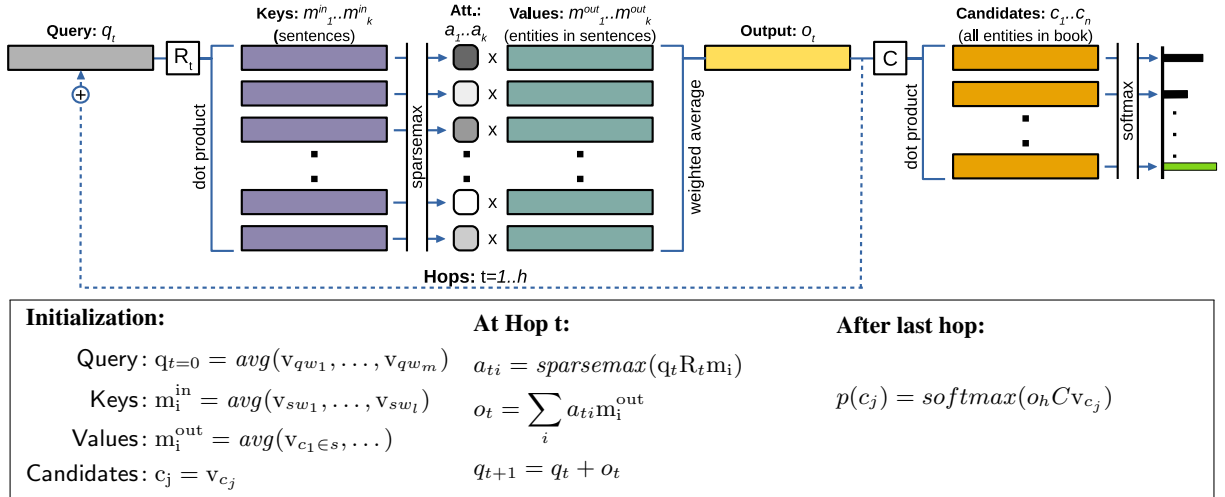 Query: q_t
R_t
dot product
Keys: m^in_1..m^in_k
(sentences)
sparsemax
Att.:
a_1..a_k
x
x
x
x
x
Values: m^out_1..m^out_k
(entities in sentences)
weighted average
Output: o_t
C
dot product
Candidates: c_1..c_n
(all entities in book)
softmax
+
Hops: t=1..h
Initialization:
Query: q_{t=0} = avg(v_{qw_1}, . . . , v_{qw_m})
Keys: m_i^in = avg(v_{sw_1}, . . . , v_{sw_l})
Values: m_i^out = avg(v_{c_1∈s}, . . .)
Candidates: c_j = v_{c_j}
At Hop t:
a_{ti} = sparsemax(q_t R_t m_i)
o_t = ∑_i a_{ti} m_i^out
q_{t+1} = q_t + o_t
After last hop:
p(c_j) = softmax(o_h C v_{c_j})